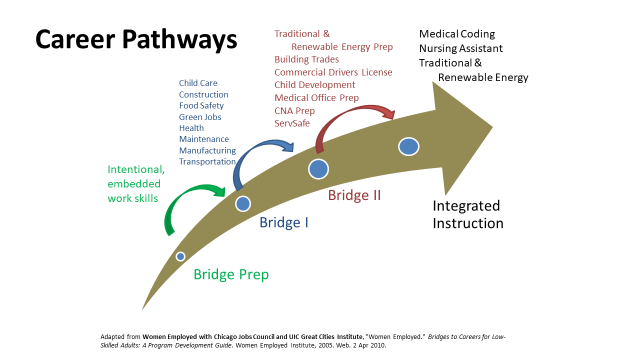 Career Pathways
Traditional &
Renewable Energy Prep
Building Trades
Commercial Drivers License
Child Development
Medical Office Prep
CNA Prep
ServSafe
Medical Coding
Nursing Assistant
Traditional &
Renewable Energy
Child Care
Construction
Food Safety
Green Jobs
Health
Maintenance
Manufacturing
Transportation
Intentional,
embedded
work skills
Bridge II
Integrated
Instruction
Bridge I
Bridge Prep
Adapted from Women Employed with Chicago Jobs Council and UIC Great Cities Institute, "Women Employed." Bridges to Careers for Low-
Skilled Adults: A Program Development Guide. Women Employed Institute, 2005. Web. 2 Apr 2010.